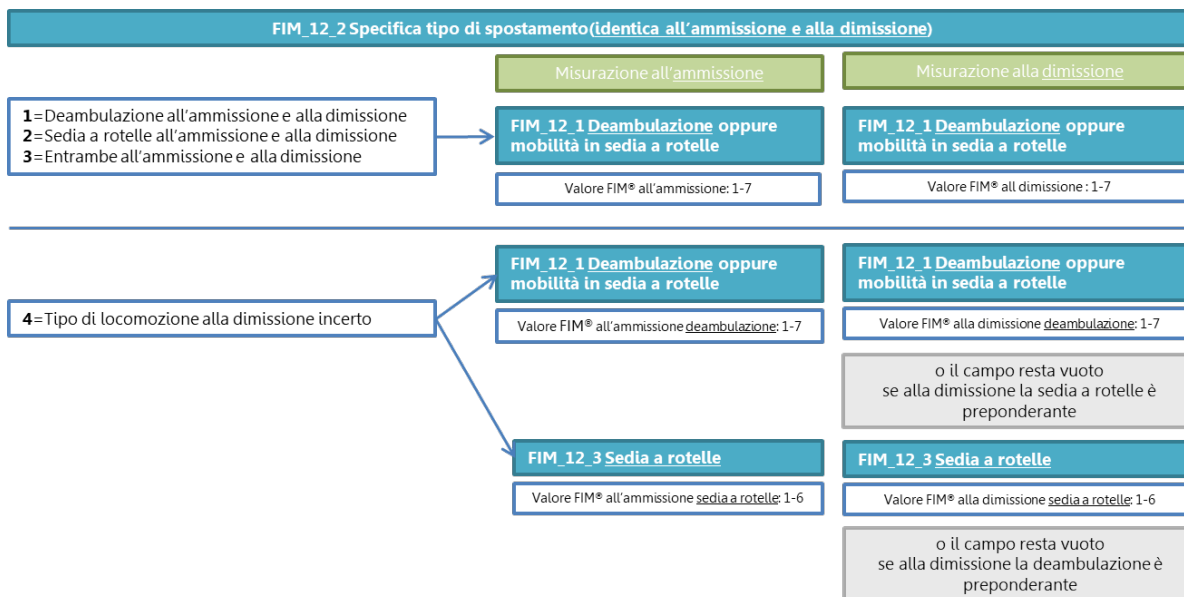 FIM_12_2 Specifica tipo di spostamento(identica all'ammissione e alla dimissione)
Misurazione all'ammissione
Misurazione alla dimissione
1=Deambulazione all'ammissione e alla dimissione
2=Sedia a rotelle all'ammissione e alla dimissione
3=Entrambe all'ammissione e alla dimissione
FIM_12_1 Deambulazione oppure
mobilità in sedia a rotelle
Valore FIM® all'ammissione: 1-7
FIM_12_1 Deambulazione oppure
mobilità in sedia a rotelle
Valore FIM® all dimissione : 1-7
4=Tipo di locomozione alla dimissione incerto
FIM_12_1 Deambulazione oppure
mobilità in sedia a rotelle
Valore FIM® all'ammissione deambulazione: 1-7
FIM_12_1 Deambulazione oppure
mobilità in sedia a rotelle
Valore FIM® alla dimissione deambulazione: 1-7
o il campo resta vuoto
se alla dimissione la sedia a rotelle è
preponderante
FIM_12_3 Sedia a rotelle
Valore FIM® all'ammissione sedia a rotelle: 1-6
FIM_12_3 Sedia a rotelle
Valore FIM® alla dimissione sedia a rotelle: 1-6
o il campo resta vuoto
se alla dimissione la deambulazione è
preponderante